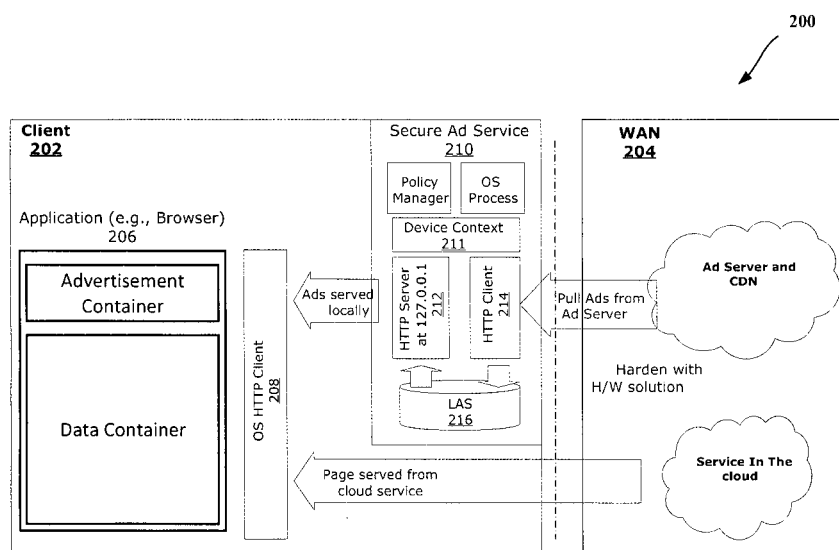 200
Client
202
Secure Ad Service
210
WAN
204
Policy
Manager
OS
Process
Application (e.g., Browser)
206
Device Context
211
Advertisement
Container
Data Container
OS HTTP Client
208
Ads served
locally
HTTP Server
at 127.0.0.1
212
HTTP Client
214
Pull Ads from
Ad Server
Ad Server and
CDN
Harden with
H/W solution
LAS
216
Page served from
cloud service
Service In The
cloud